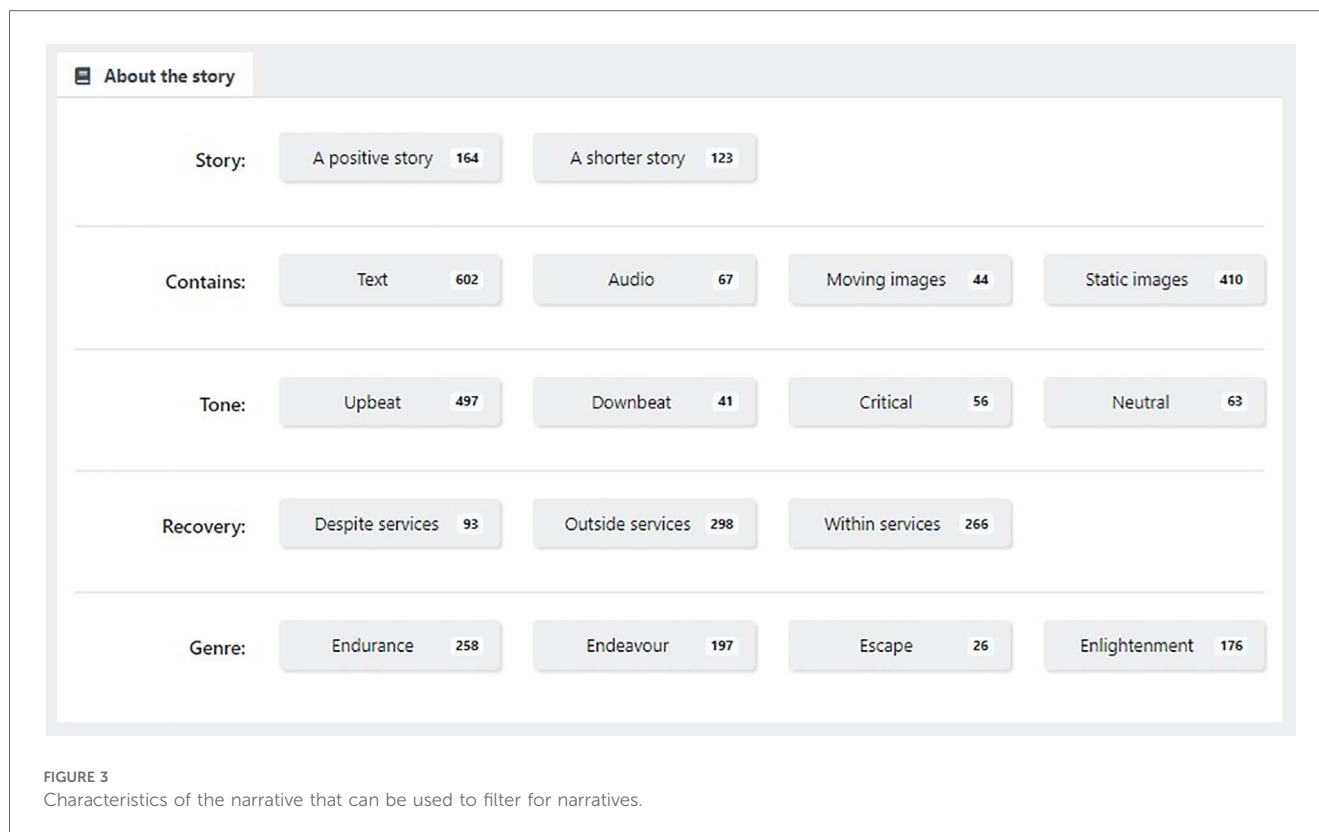 About the story
Story: A positive story 164 A shorter story 123
Contains: Text 602 Audio 67 Moving images 44 Static images 410
Tone: Upbeat 497 Downbeat 41 Critical 56 Neutral 63
Recovery: Despite services 93 Outside services 298 Within services 266
Genre: Endurance 258 Endeavour 197 Escape 26 Enlightenment 176
FIGURE 3
Characteristics of the narrative that can be used to filter for narratives.